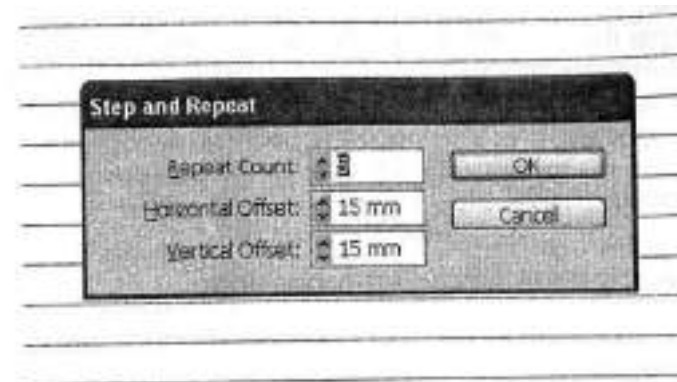 Step and Repeat
Repeat Count:
OK
Horizontal Offset: 15 mm
Cancel
Vertical Offset: 15 mm